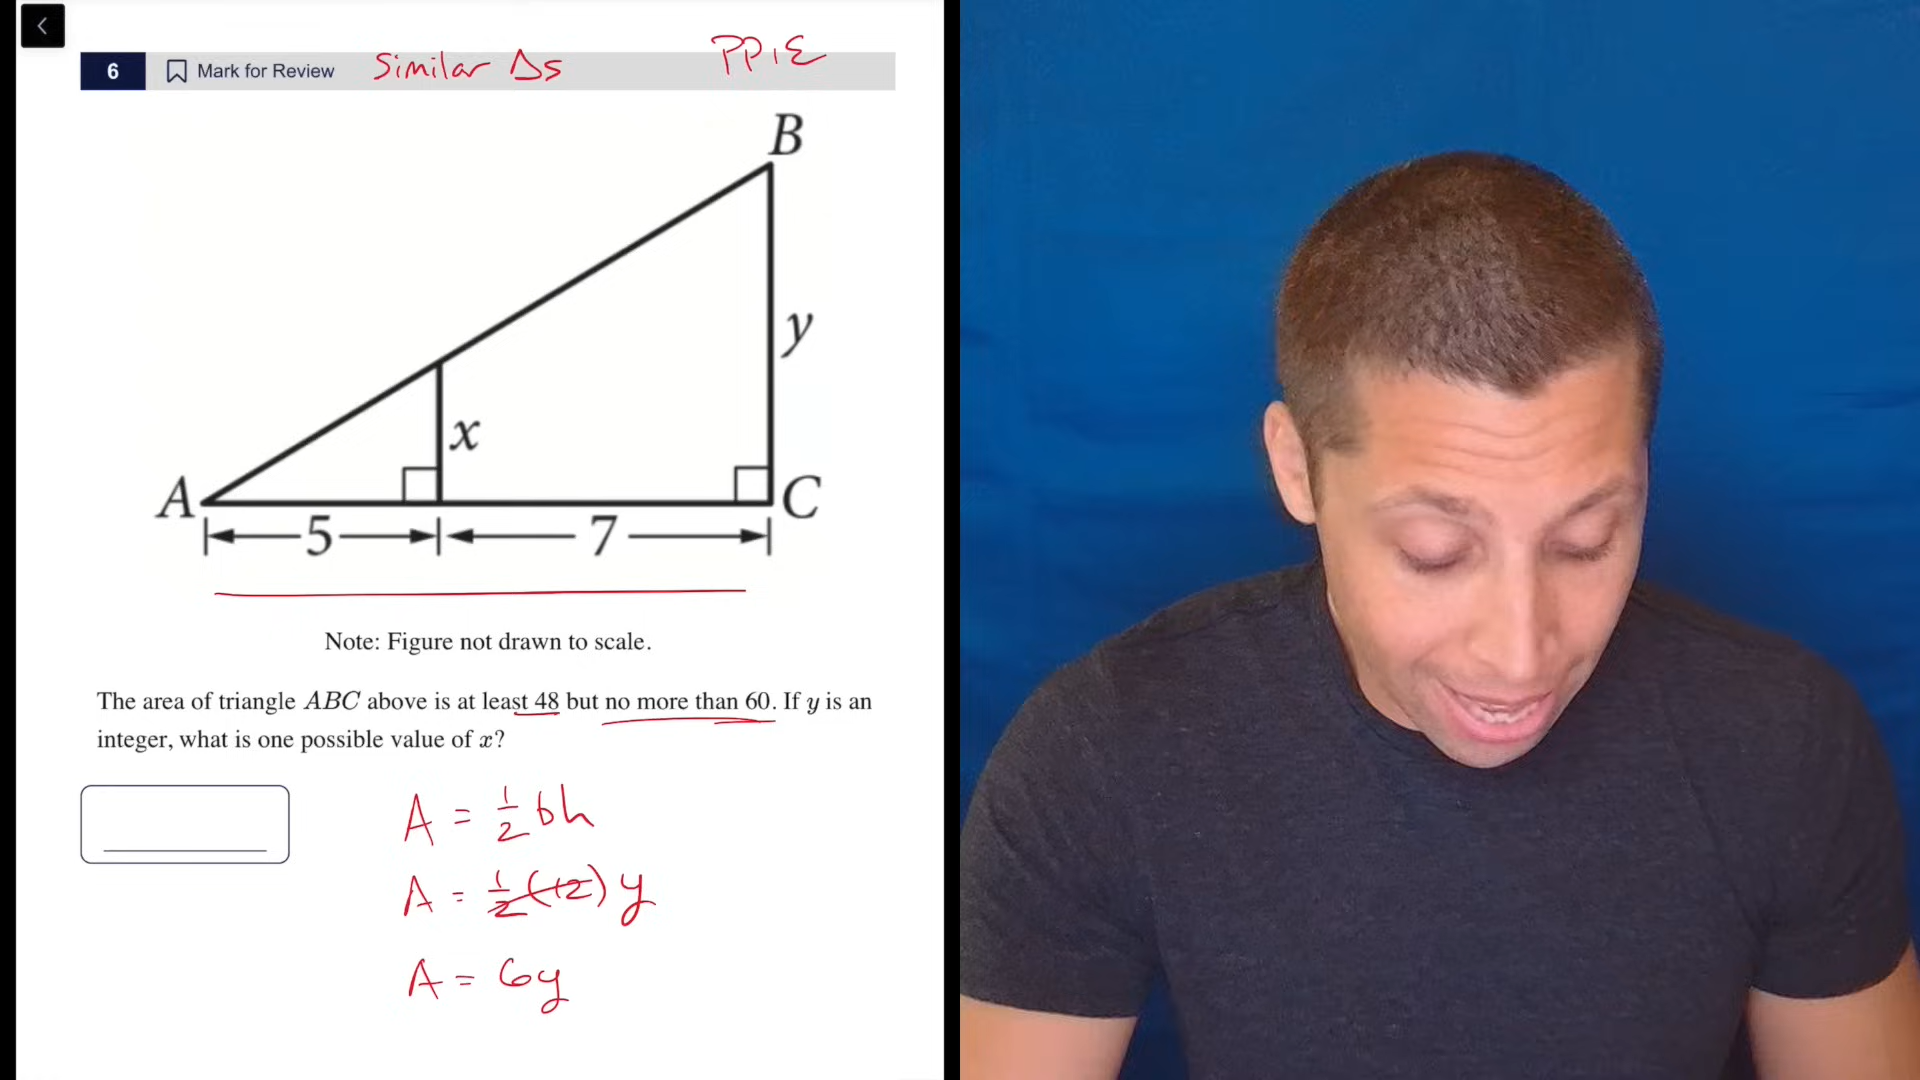 6 Mark for Review Similar Δs PPIE
B
y
x
A C
5 7
Note: Figure not drawn to scale.
The area of triangle ABC above is at least 48 but no more than 60. If y is an
integer, what is one possible value of x?
A = 1/2 bh
A = 1/2 (12) y
A = 6y